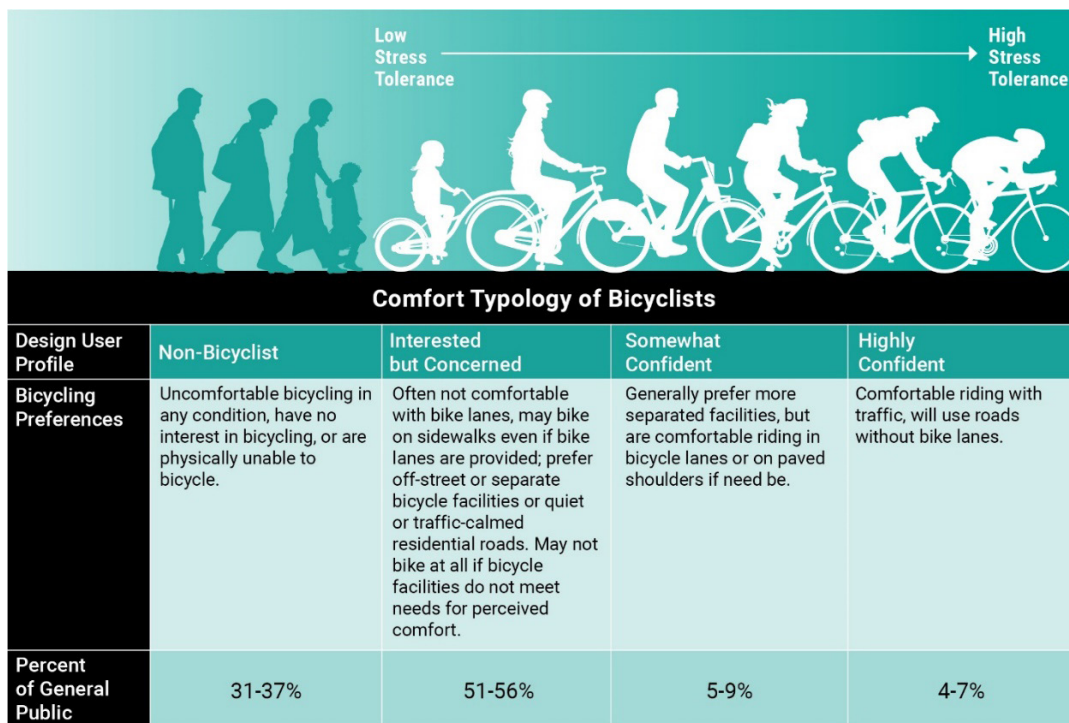 Low
Stress
Tolerance
High
Stress
Tolerance
Comfort Typology of Bicyclists
Design User
Profile
Non-Bicyclist
Interested
but Concerned
Somewhat
Confident
Highly
Confident
Bicycling
Preferences
Uncomfortable bicycling in
any condition, have no
interest in bicycling, or are
physically unable to
bicycle.
Often not comfortable
with bike lanes, may bike
on sidewalks even if bike
lanes are provided; prefer
off-street or separate
bicycle facilities or quiet
or traffic-calmed
residential roads. May not
bike at all if bicycle
facilities do not meet
needs for perceived
comfort.
Generally prefer more
separated facilities, but
are comfortable riding in
bicycle lanes or on paved
shoulders if need be.
Comfortable riding with
traffic, will use roads
without bike lanes.
Percent
of General
Public
31-37%
51-56%
5-9%
4-7%